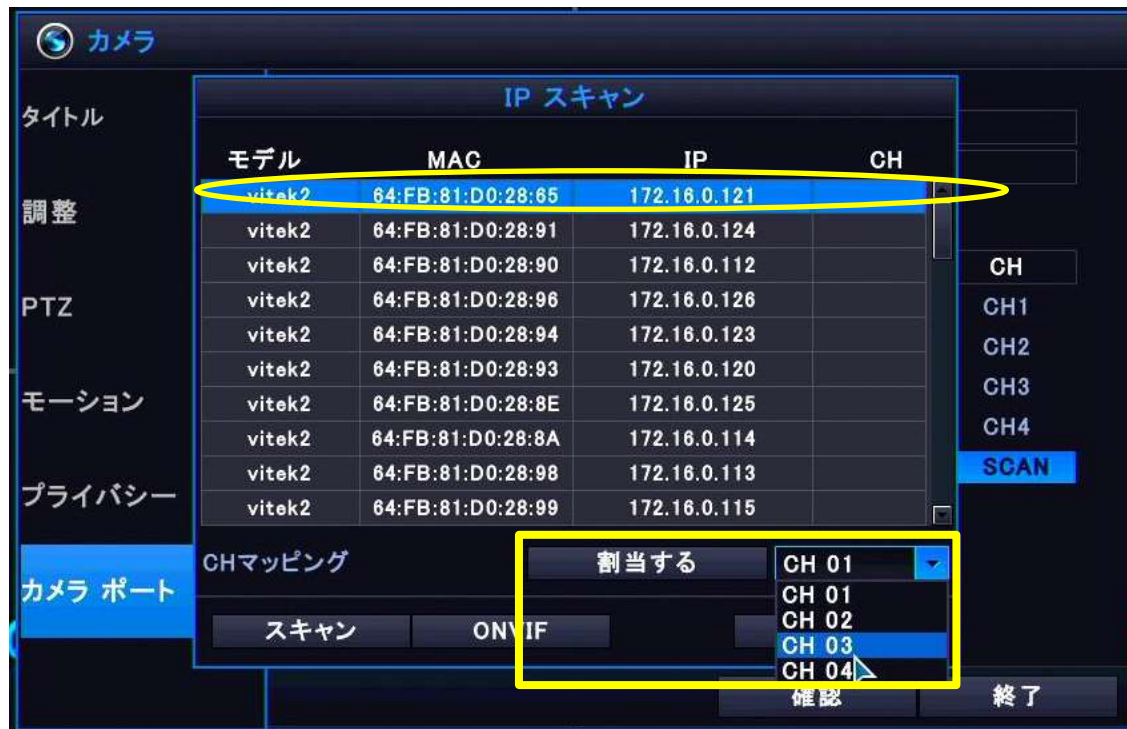 カメラ
タイトル
調整
PTZ
モーション
プライバシー
カメラ ポート
IP スキャン
モデル MAC IP CH
vitek2 64:FB:81:D0:28:65 172.16.0.121
vitek2 64:FB:81:D0:28:91 172.16.0.124
vitek2 64:FB:81:D0:28:90 172.16.0.112
vitek2 64:FB:81:D0:28:96 172.16.0.126
vitek2 64:FB:81:D0:28:94 172.16.0.123
vitek2 64:FB:81:D0:28:93 172.16.0.120
vitek2 64:FB:81:D0:28:8E 172.16.0.125
vitek2 64:FB:81:D0:28:8A 172.16.0.114
vitek2 64:FB:81:D0:28:98 172.16.0.113
vitek2 64:FB:81:D0:28:99 172.16.0.115
CHマッピング 割当する CH 01
CH 01
CH 02
CH 03
CH 04
スキャン ONVIF
CH
CH1
CH2
CH3
CH4
SCAN
確認 終了